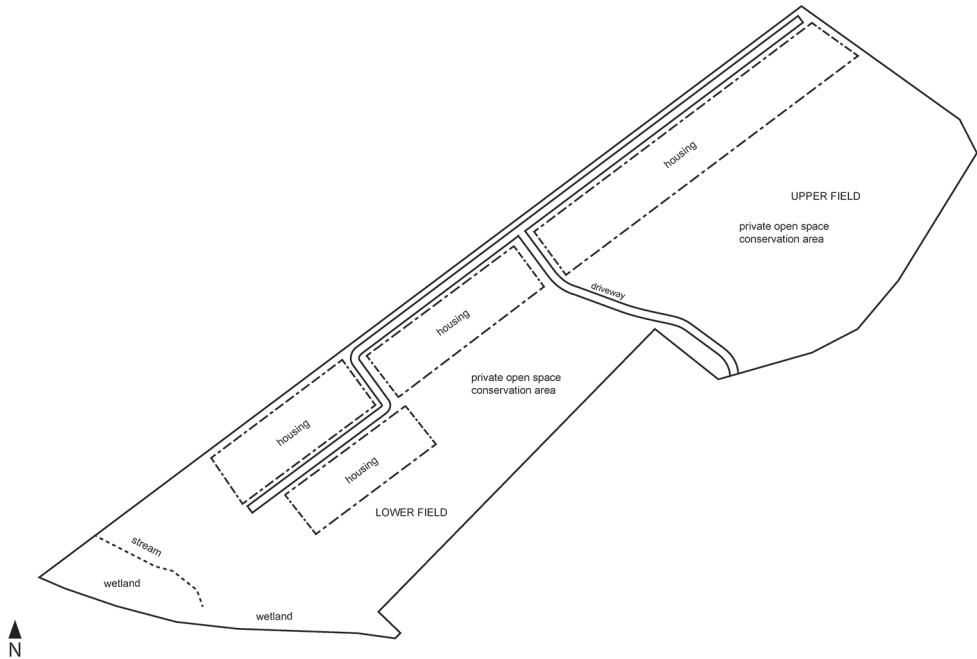 housing
UPPER FIELD
private open space
conservation area
driveway
housing
private open space
conservation area
housing
housing
LOWER FIELD
stream
wetland
wetland
N